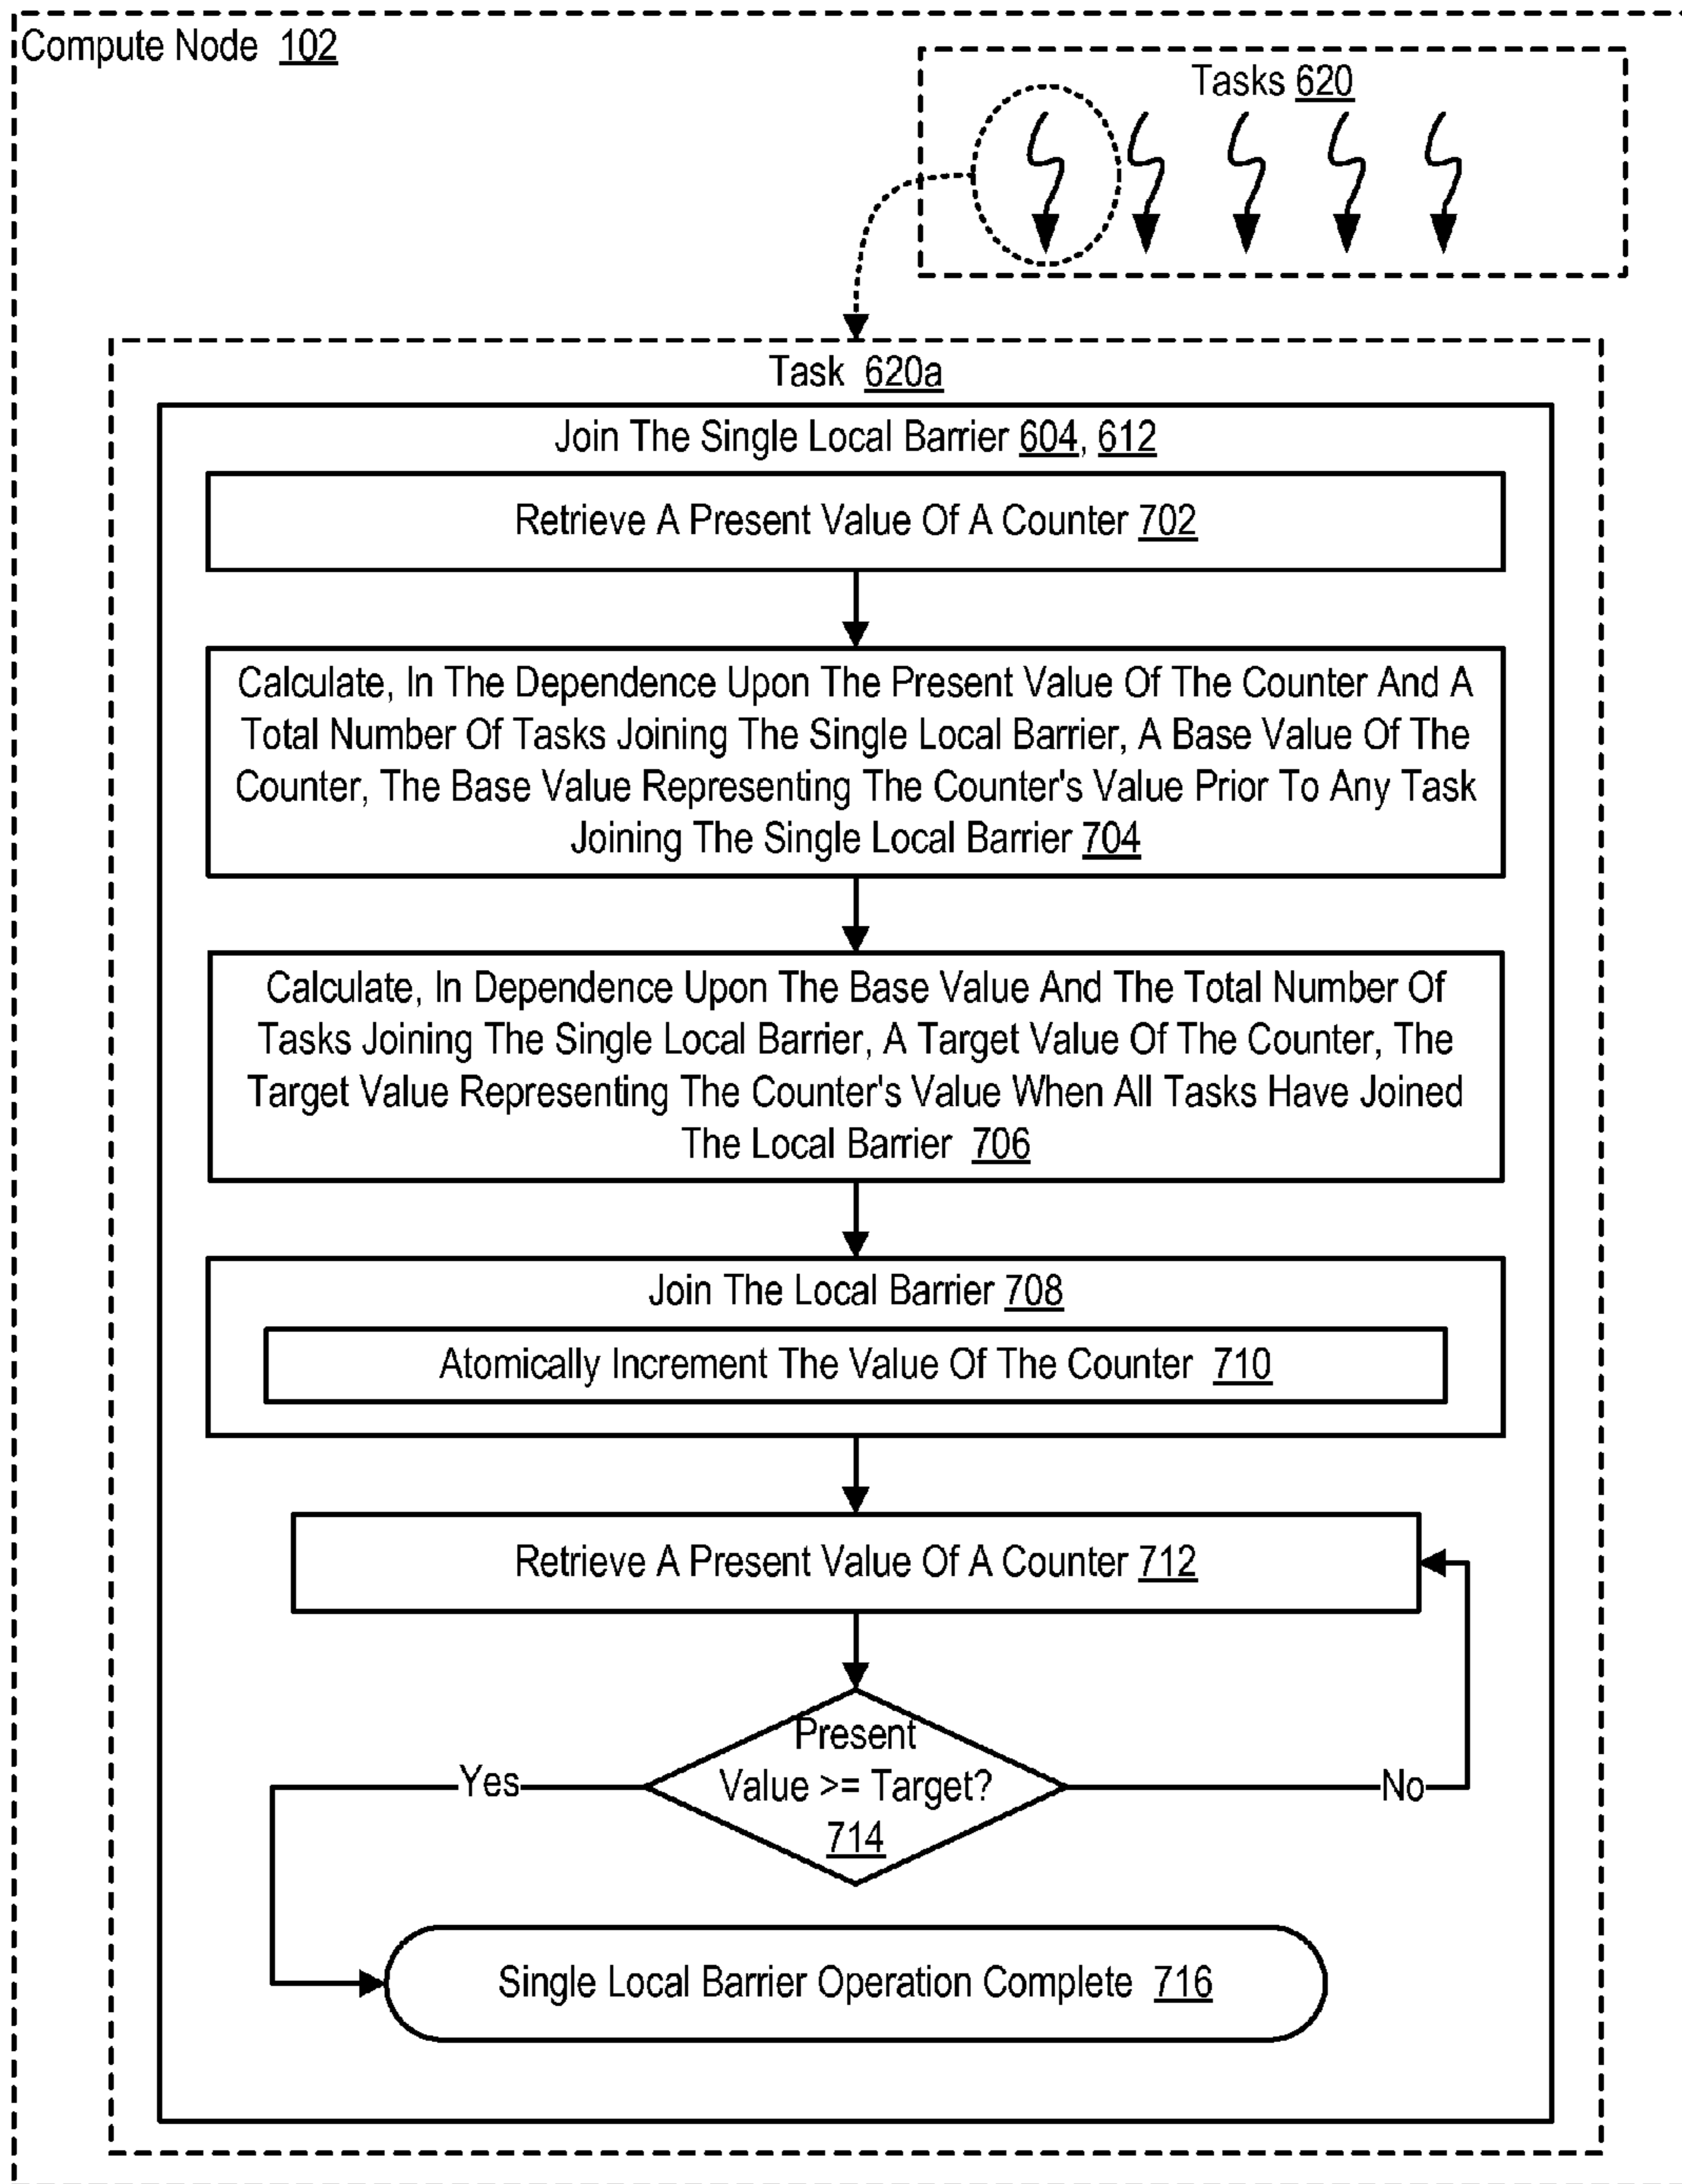 Compute Node 102
Tasks 620
Task 620a
Join The Single Local Barrier 604, 612
Retrieve A Present Value Of A Counter 702
Calculate, In The Dependence Upon The Present Value Of The Counter And A
Total Number Of Tasks Joining The Single Local Barrier, A Base Value Of The
Counter, The Base Value Representing The Counter's Value Prior To Any Task
Joining The Single Local Barrier 704
Calculate, In Dependence Upon The Base Value And The Total Number Of
Tasks Joining The Single Local Barrier, A Target Value Of The Counter, The
Target Value Representing The Counter's Value When All Tasks Have Joined
The Local Barrier 706
Join The Local Barrier 708
Atomically Increment The Value Of The Counter 710
Retrieve A Present Value Of A Counter 712
Present
Yes
Value >= Target?
No
714
Single Local Barrier Operation Complete 716